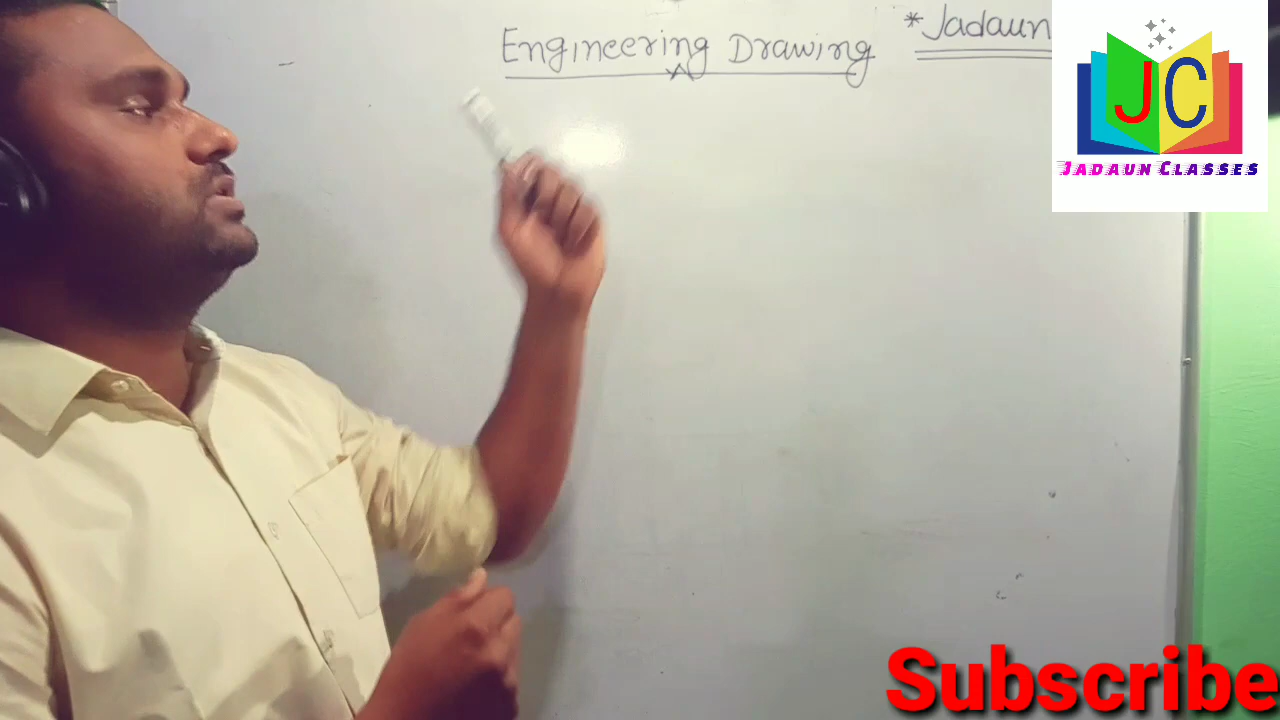 Engineering Drawing
* Jadaun
JC
JADAUN CLASSES
Subscribe